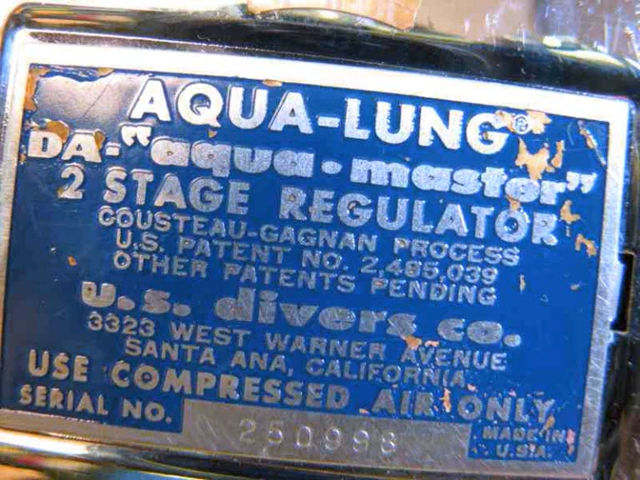 AQUA-LUNG®
DA-"aqua·master"
2 STAGE REGULATOR
COUSTEAU-GAGNAN PROCESS
U.S. PATENT NO. 2,485,039
OTHER PATENTS PENDING
U.S. divers co.
3323 WEST WARNER AVENUE
SANTA ANA, CALIFORNIA
USE COMPRESSED AIR ONLY
SERIAL NO. 250998
MADE IN
U.S.A.